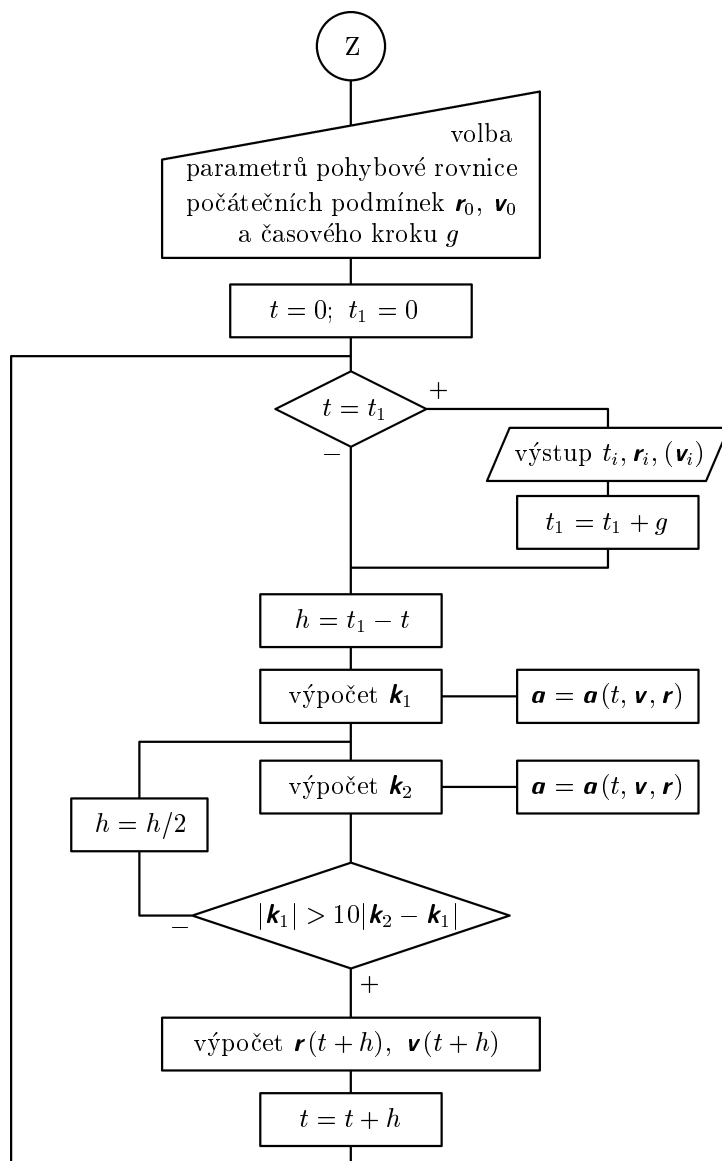 Z
volba
parametrů pohybové rovnice
počátečních podmínek r₀, v₀
a časového kroku g
t = 0; t₁ = 0
t = t₁
+
−
výstup tᵢ, rᵢ, (vᵢ)
t₁ = t₁ + g
h = t₁ − t
výpočet k₁
a = a(t, v, r)
výpočet k₂
a = a(t, v, r)
h = h/2
|k₁| > 10|k₂ − k₁|
−
+
výpočet r(t + h), v(t + h)
t = t + h